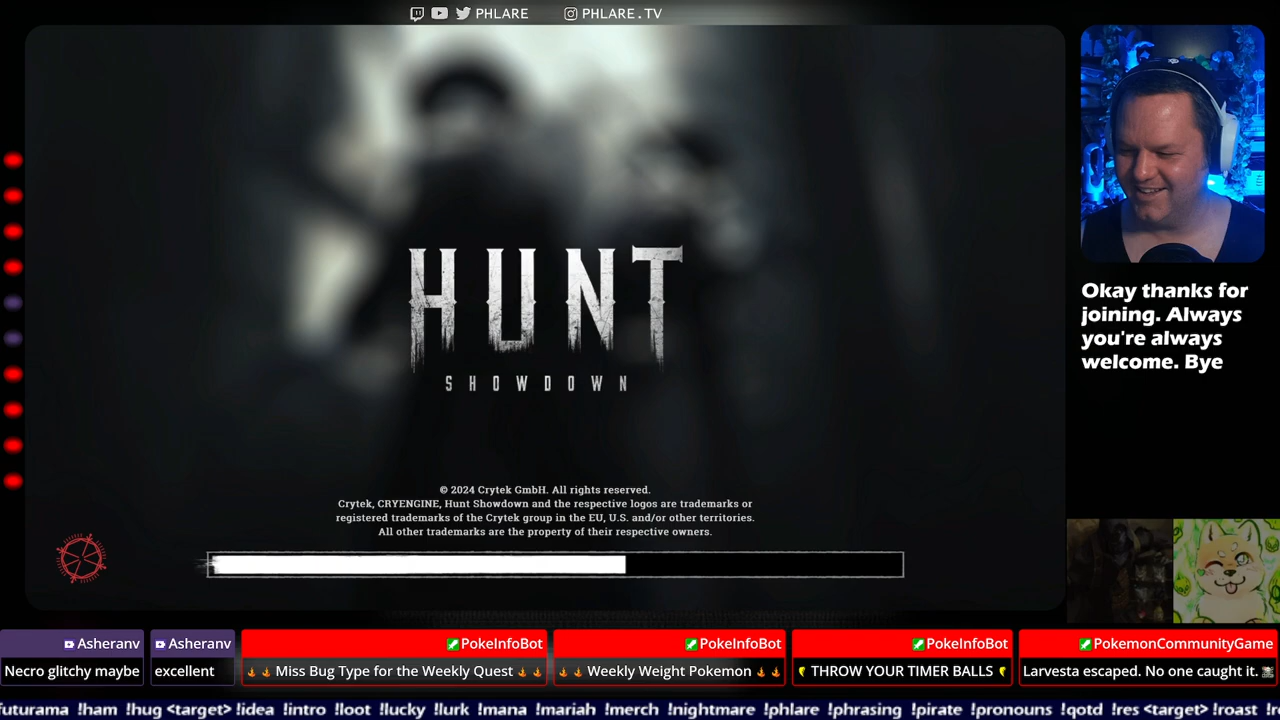 PHLARE PHLARE.TV
HUNT
SHOWDOWN
© 2024 Crytek GmbH. All rights reserved.
Crytek, CRYENGINE, Hunt Showdown and the respective logos are trademarks or
registered trademarks of the Crytek group in the EU, U.S. and/or other territories.
All other trademarks are the property of their respective owners.
Okay thanks for
joining. Always
you're always
welcome. Bye
Asheranv
Necro glitchy maybe
Asheranv
excellent
PokeInfoBot
Miss Bug Type for the Weekly Quest
PokeInfoBot
Weekly Weight Pokemon
PokeInfoBot
THROW YOUR TIMER BALLS
PokemonCommunityGame
Larvesta escaped. No one caught it.
futurama !ham !hug <target> !idea !intro !loot !lucky !lurk !mana !mariah !merch !nightmare !phlare !phrasing !pirate !pronouns !qotd !res <target> !roast